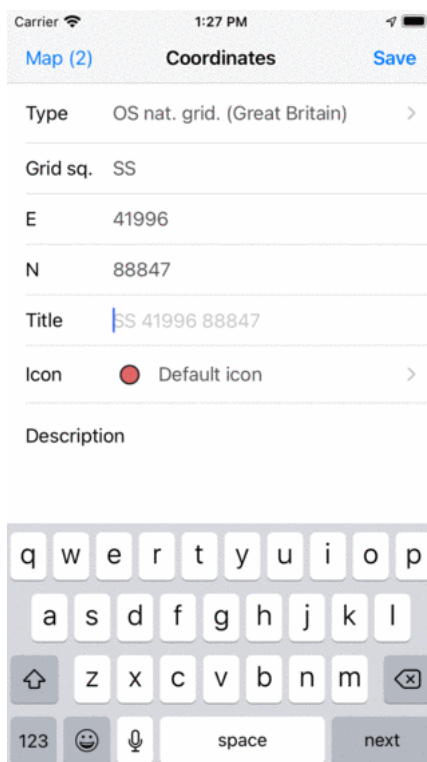 Carrier 1:27 PM
Map (2) Coordinates Save
Type OS nat. grid. (Great Britain)
Grid sq. SS
E 41996
N 88847
Title SS 41996 88847
Icon Default icon
Description
q w e r t y u i o p
a s d f g h j k l
z x c v b n m
123 space next